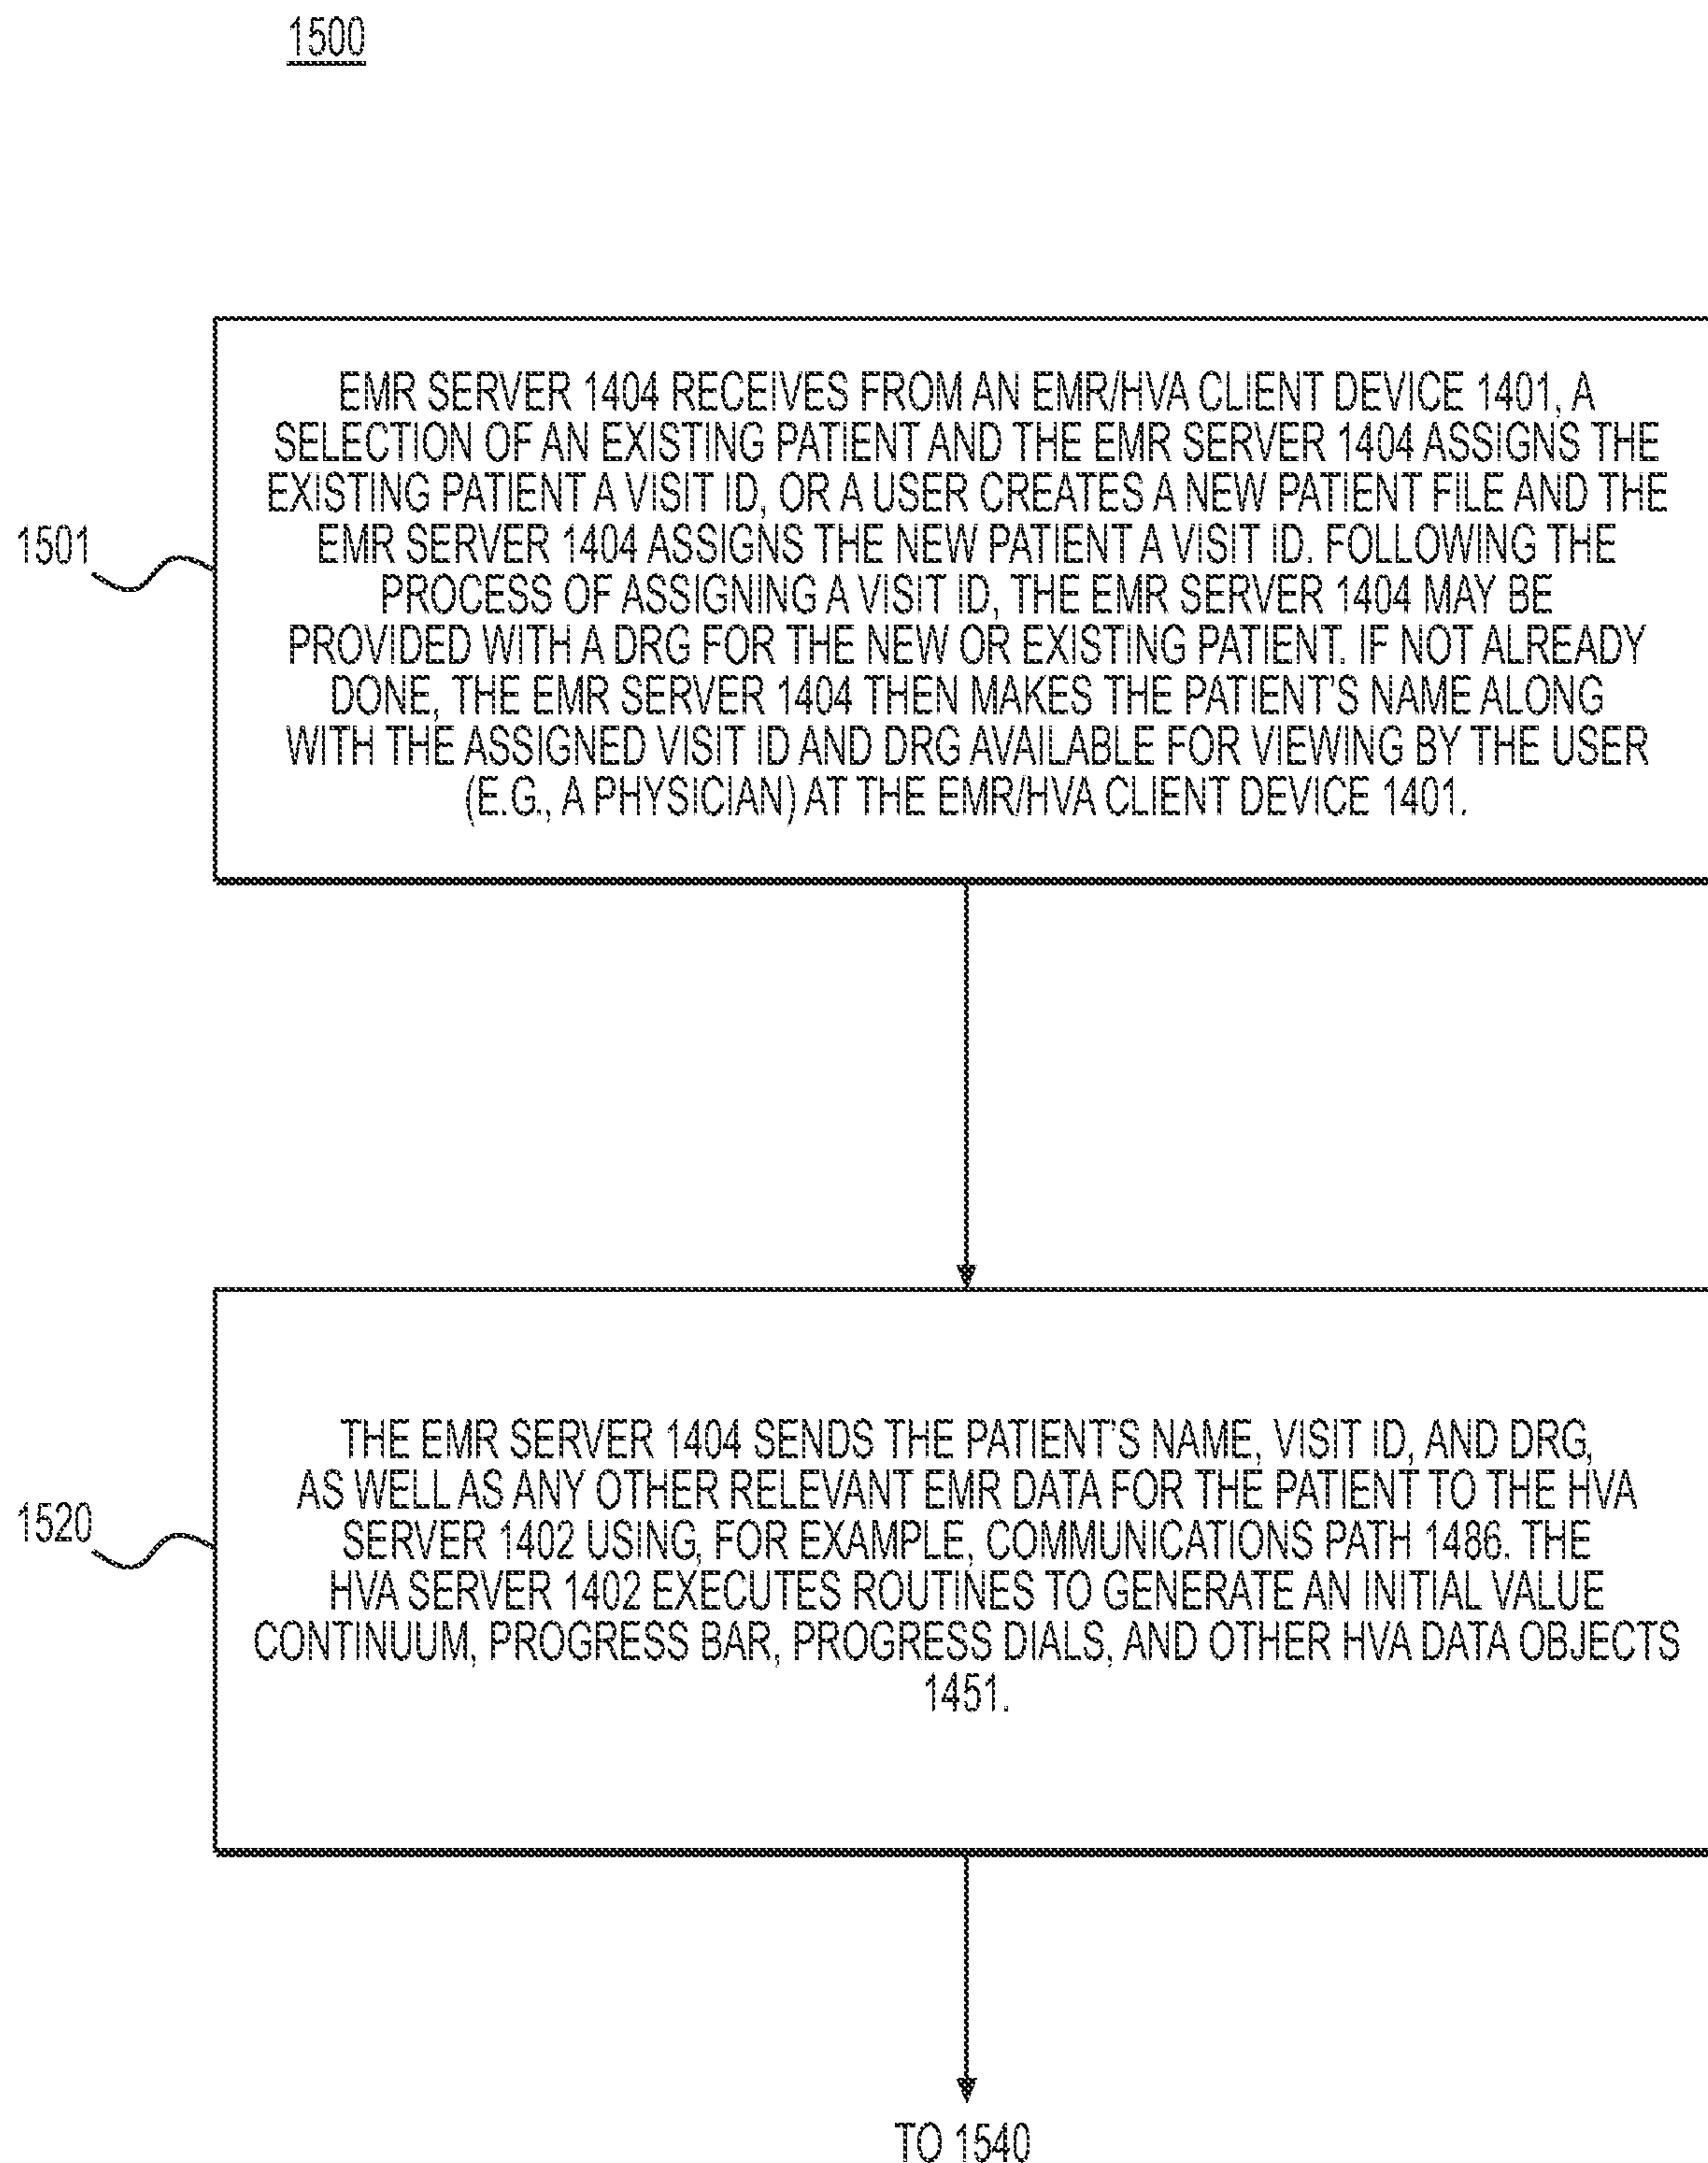 1500
EMR SERVER 1404 RECEIVES FROM AN EMR/HVA CLIENT DEVICE 1401, A
SELECTION OF AN EXISTING PATIENT AND THE EMR SERVER 1404 ASSIGNS THE
EXISTING PATIENT A VISIT ID, OR A USER CREATES A NEW PATIENT FILE AND THE
EMR SERVER 1404 ASSIGNS THE NEW PATIENT A VISIT ID. FOLLOWING THE
PROCESS OF ASSIGNING A VISIT ID, THE EMR SERVER 1404 MAY BE
PROVIDED WITH A DRG FOR THE NEW OR EXISTING PATIENT. IF NOT ALREADY
DONE, THE EMR SERVER 1404 THEN MAKES THE PATIENT'S NAME ALONG
WITH THE ASSIGNED VISIT ID AND DRG AVAILABLE FOR VIEWING BY THE USER
(E.G., A PHYSICIAN) AT THE EMR/HVA CLIENT DEVICE 1401.
1501
THE EMR SERVER 1404 SENDS THE PATIENT'S NAME, VISIT ID, AND DRG,
AS WELL AS ANY OTHER RELEVANT EMR DATA FOR THE PATIENT TO THE HVA
SERVER 1402 USING, FOR EXAMPLE, COMMUNICATIONS PATH 1486. THE
HVA SERVER 1402 EXECUTES ROUTINES TO GENERATE AN INITIAL VALUE
CONTINUUM, PROGRESS BAR, PROGRESS DIALS, AND OTHER HVA DATA OBJECTS
1451.
1520
TO 1540